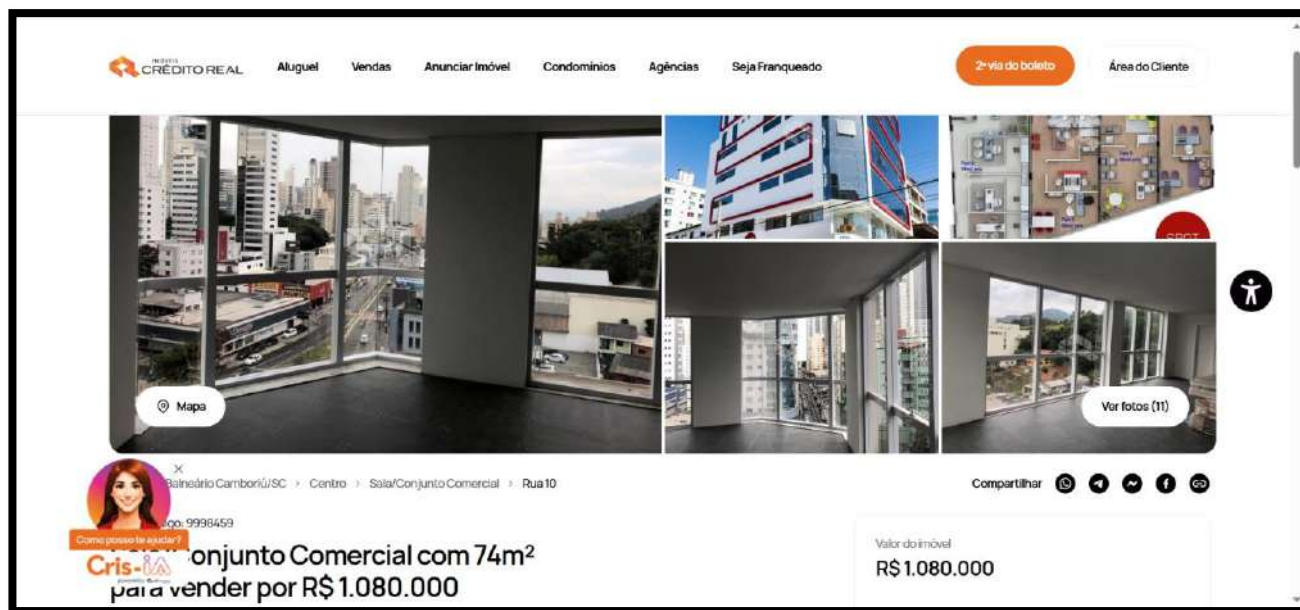 IMÓVEIS
CRÉDITO REAL
Aluguel
Vendas
Anunciar Imóvel
Condomínios
Agências
Seja Franqueado
2ª via do boleto
Área do Cliente
Mapa
Ver fotos (11)
Balneário Camboriú/SC > Centro > Sala/Conjunto Comercial > Rua 10
Compartilhar
go: 9998459
Como posso te ajudar?
Cris-iA
Conjunto Comercial com 74m²
para vender por R$ 1.080.000
Valor do imóvel
R$ 1.080.000